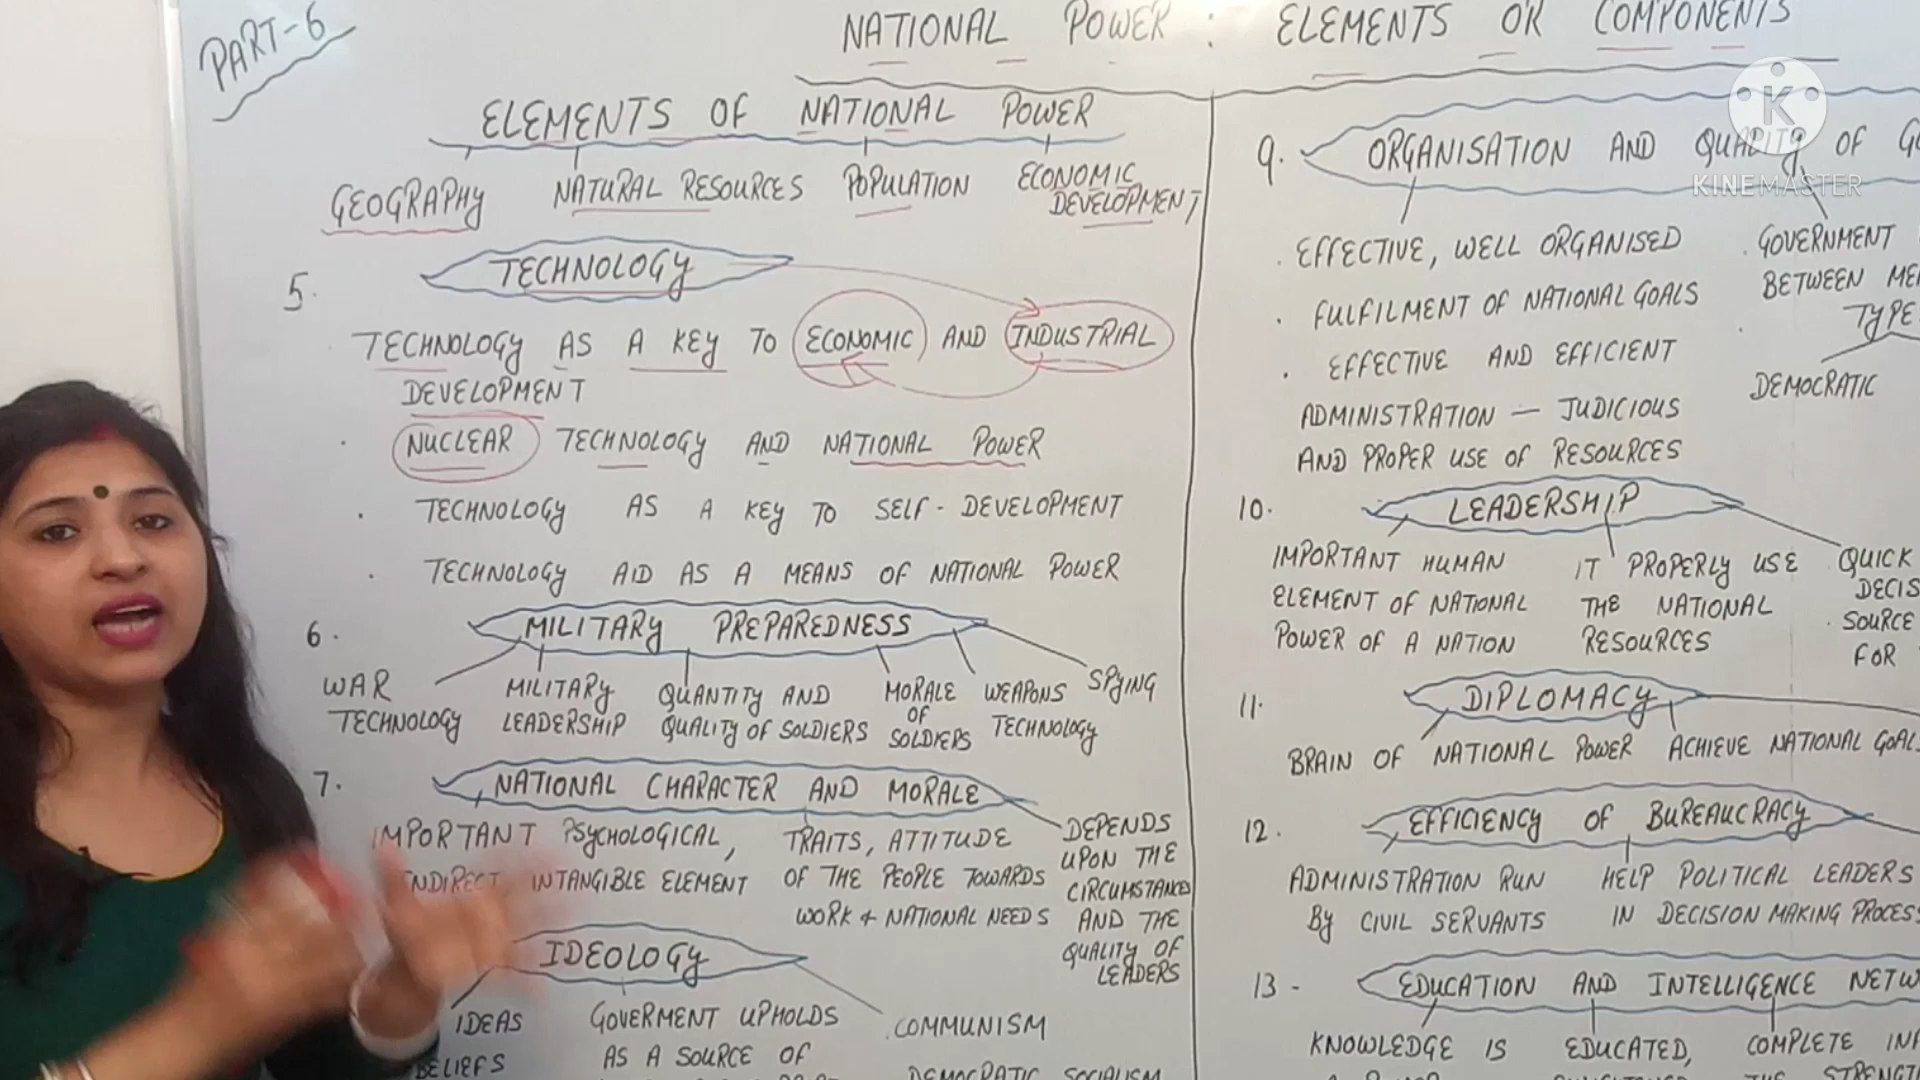 PART-6
NATIONAL POWER : ELEMENTS OR COMPONENTS
ELEMENTS OF NATIONAL POWER
GEOGRAPHY NATURAL RESOURCES POPULATION ECONOMIC
DEVELOPMENT
5. TECHNOLOGY
TECHNOLOGY AS A KEY TO ECONOMIC AND INDUSTRIAL
DEVELOPMENT
. NUCLEAR TECHNOLOGY AND NATIONAL POWER
. TECHNOLOGY AS A KEY TO SELF-DEVELOPMENT
. TECHNOLOGY AID AS A MEANS OF NATIONAL POWER
6. MILITARY PREPAREDNESS
WAR
TECHNOLOGY
MILITARY
LEADERSHIP
QUANTITY AND
QUALITY OF SOLDIERS
MORALE
OF
SOLDIERS
WEAPONS
TECHNOLOGY
SPYING
7. NATIONAL CHARACTER AND MORALE
IMPORTANT PSYCHOLOGICAL,
INDIRECT INTANGIBLE ELEMENT
TRAITS, ATTITUDE
OF THE PEOPLE TOWARDS
WORK & NATIONAL NEEDS
DEPENDS
UPON THE
CIRCUMSTANCES
AND THE
QUALITY OF
LEADERS
IDEOLOGY
IDEAS
BELIEFS
GOVERMENT UPHOLDS
AS A SOURCE OF
. COMMUNISM
DEMOCRATIC SOCIALISM
9. ORGANISATION AND QUALITY OF
. EFFECTIVE, WELL ORGANISED
. FULFILMENT OF NATIONAL GOALS
. EFFECTIVE AND EFFICIENT
ADMINISTRATION — JUDICIOUS
AND PROPER USE OF RESOURCES
. GOVERNMENT
BETWEEN
. TYPE
DEMOCRATIC
10. LEADERSHIP
IMPORTANT HUMAN
ELEMENT OF NATIONAL
POWER OF A NATION
IT PROPERLY USE
THE NATIONAL
RESOURCES
QUICK
. SOURCE
FOR
11. DIPLOMACY
BRAIN OF NATIONAL POWER
ACHIEVE NATIONAL GOALS
12. EFFICIENCY OF BUREAUCRACY
ADMINISTRATION RUN
BY CIVIL SERVANTS
HELP POLITICAL LEADERS
IN DECISION MAKING PROCESS
13 - EDUCATION AND INTELLIGENCE
KNOWLEDGE IS
EDUCATED,
COMPLETE
K
KINEMASTER